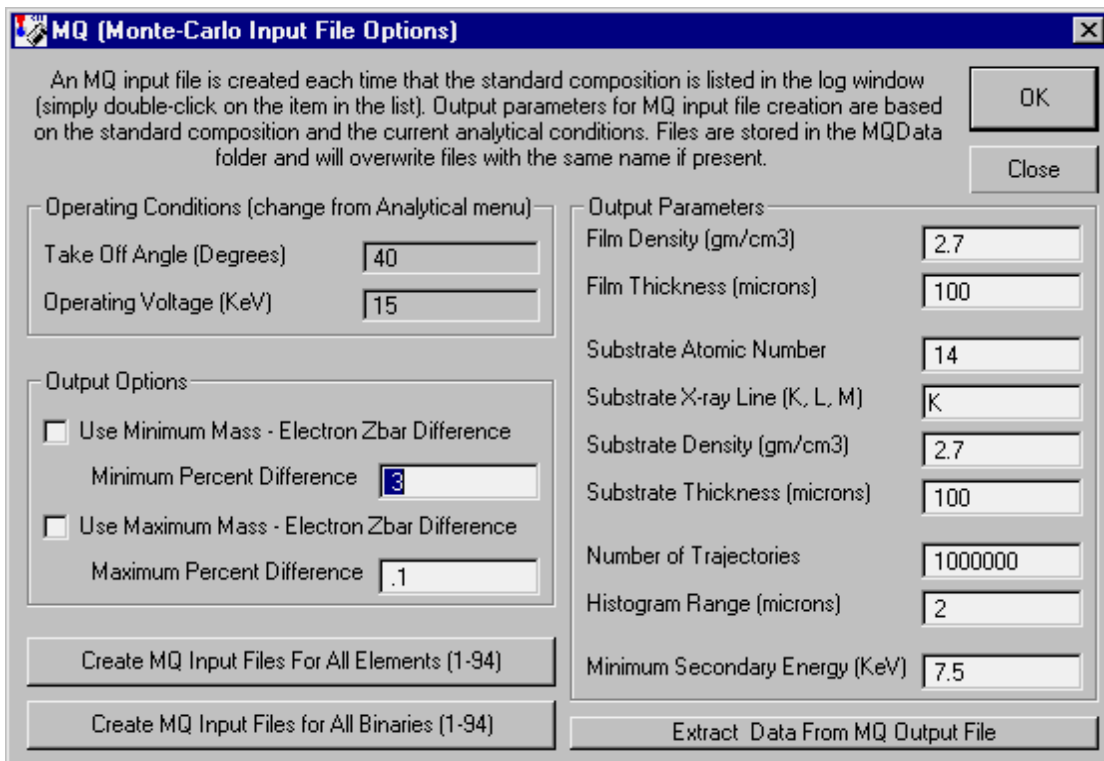 MQ (Monte-Carlo Input File Options)
An MQ input file is created each time that the standard composition is listed in the log window
(simply double-click on the item in the list). Output parameters for MQ input file creation are based
on the standard composition and the current analytical conditions. Files are stored in the MQData
folder and will overwrite files with the same name if present.
OK
Close
Operating Conditions (change from Analytical menu)
Take Off Angle (Degrees) 40
Operating Voltage (KeV) 15
Output Options
Use Minimum Mass - Electron Zbar Difference
Minimum Percent Difference 3
Use Maximum Mass - Electron Zbar Difference
Maximum Percent Difference .1
Create MQ Input Files For All Elements (1-94)
Create MQ Input Files for All Binaries (1-94)
Output Parameters
Film Density (gm/cm3) 2.7
Film Thickness (microns) 100
Substrate Atomic Number 14
Substrate X-ray Line (K, L, M) K
Substrate Density (gm/cm3) 2.7
Substrate Thickness (microns) 100
Number of Trajectories 1000000
Histogram Range (microns) 2
Minimum Secondary Energy (KeV) 7.5
Extract Data From MQ Output File